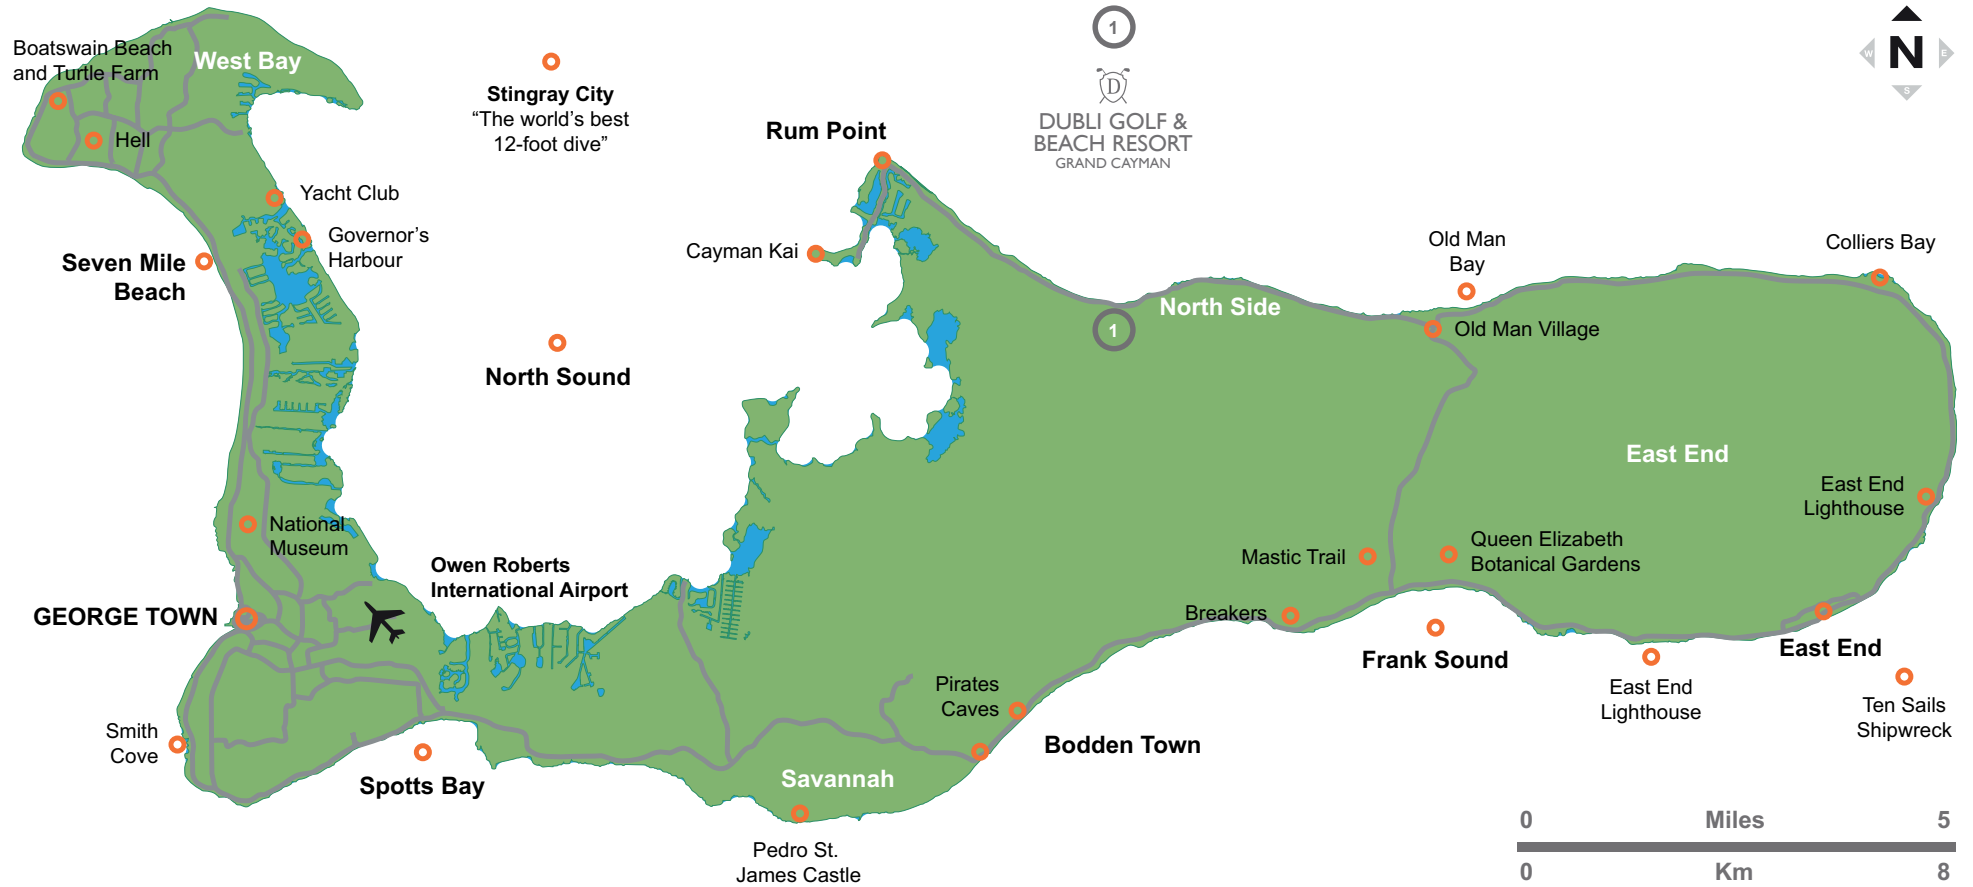 1
N
W
E
S
Boatswain Beach
and Turtle Farm
West Bay
Hell
Stingray City
“The world’s best
12-foot dive”
D
DUBLI GOLF &
BEACH RESORT
GRAND CAYMAN
Rum Point
Yacht Club
Governor’s
Harbour
Seven Mile
Beach
Cayman Kai
Old Man
Bay
Colliers Bay
North Side
1
Old Man Village
North Sound
East End
East End
Lighthouse
National
Museum
Mastic Trail
Queen Elizabeth
Botanical Gardens
Owen Roberts
International Airport
GEORGE TOWN
Breakers
Frank Sound
East End
East End
Lighthouse
Ten Sails
Shipwreck
Pirates
Caves
Smith
Cove
Bodden Town
Spotts Bay
Savannah
Pedro St.
James Castle
0 Miles 5
0 Km 8